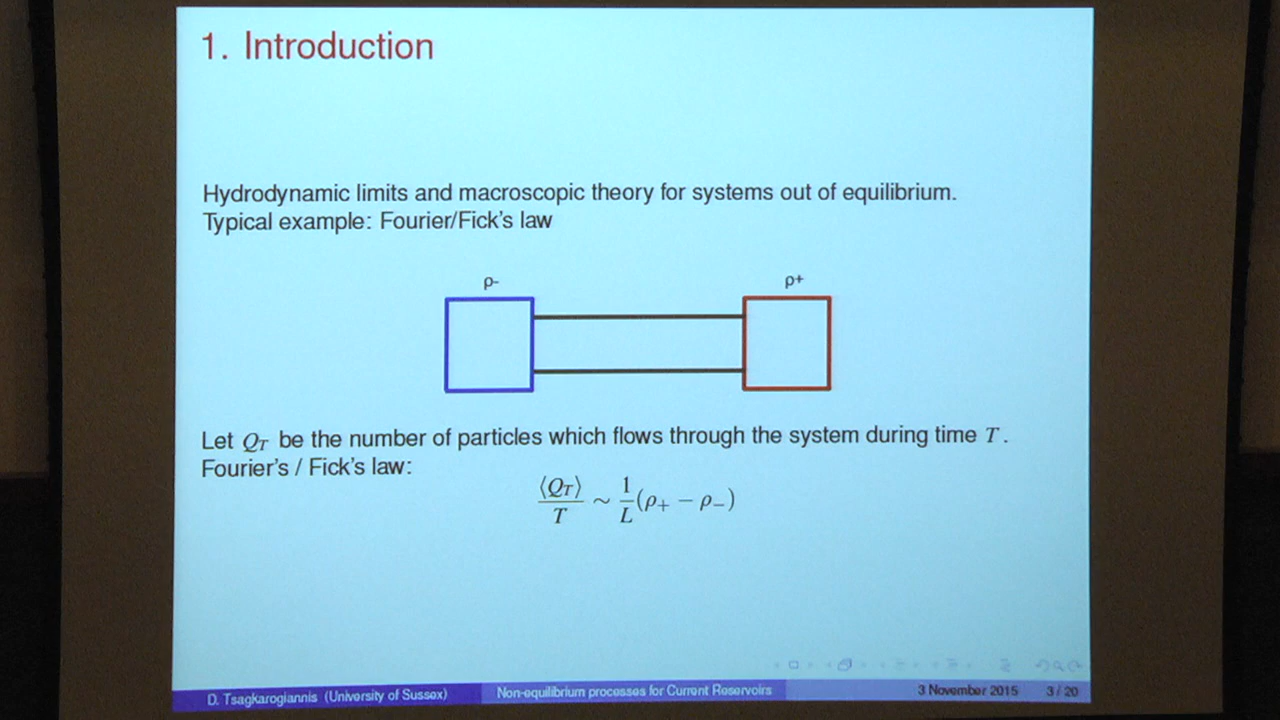 1. Introduction
Hydrodynamic limits and macroscopic theory for systems out of equilibrium.
Typical example: Fourier/Fick's law
ρ- ρ+
Let Q_T be the number of particles which flows through the system during time T.
Fourier's / Fick's law:
⟨Q_T⟩/T ∼ 1/L (ρ₊ − ρ₋)
D. Tsagkarogiannis (University of Sussex) Non-equilibrium processes for Current Reservoirs 3 November 2015 3 / 20